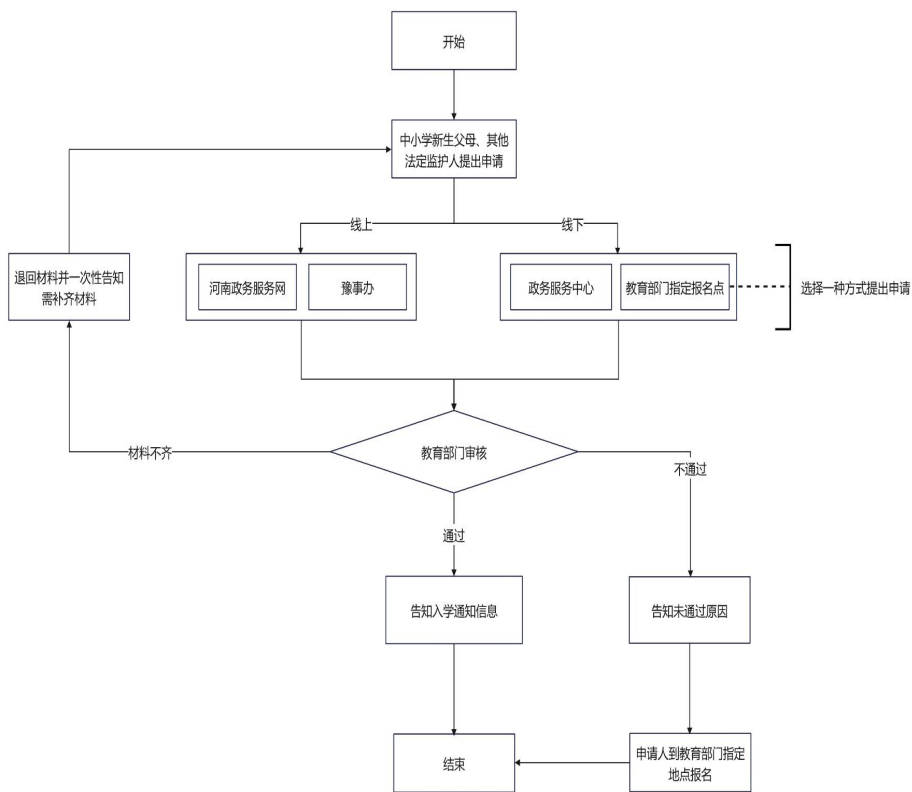 开始
中小学新生父母、其他
法定监护人提出申请
线上
线下
退回材料并一次性告知
需补齐材料
河南政务服务网
豫事办
政务服务中心
教育部门指定报名点
选择一种方式提出申请
材料不齐
教育部门审核
不通过
通过
告知入学通知信息
告知未通过原因
结束
申请人到教育部门指定
地点报名